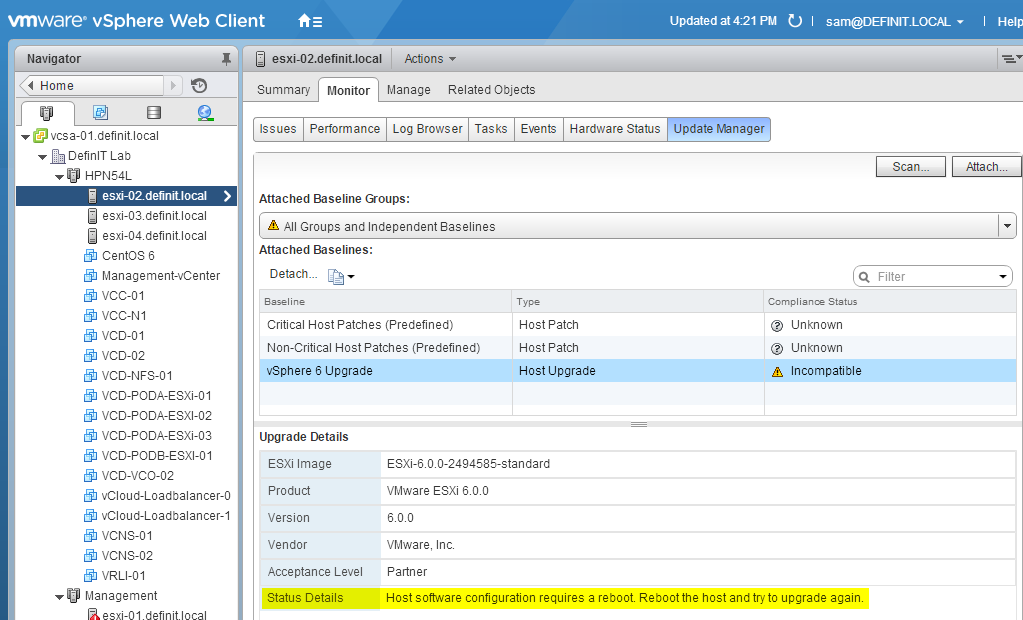 vmware® vSphere Web Client
Updated at 4:21 PM | sam@DEFINIT.LOCAL | Help
Navigator
Home
vcsa-01.definit.local
DefinIT Lab
HPN54L
esxi-02.definit.local
esxi-03.definit.local
esxi-04.definit.local
CentOS 6
Management-vCenter
VCC-01
VCC-N1
VCD-01
VCD-02
VCD-NFS-01
VCD-PODA-ESXi-01
VCD-PODA-ESXI-02
VCD-PODA-ESXi-03
VCD-PODB-ESXI-01
VCD-VCO-02
vCloud-Loadbalancer-0
vCloud-Loadbalancer-1
VCNS-01
VCNS-02
VRLI-01
Management
esxi-01.definit.local
esxi-02.definit.local Actions
Summary Monitor Manage Related Objects
Issues Performance Log Browser Tasks Events Hardware Status Update Manager
Scan... Attach...
Attached Baseline Groups:
All Groups and Independent Baselines
Attached Baselines:
Detach... Filter
Baseline Type Compliance Status
Critical Host Patches (Predefined) Host Patch Unknown
Non-Critical Host Patches (Predefined) Host Patch Unknown
vSphere 6 Upgrade Host Upgrade Incompatible
Upgrade Details
ESXi Image ESXi-6.0.0-2494585-standard
Product VMware ESXi 6.0.0
Version 6.0.0
Vendor VMware, Inc.
Acceptance Level Partner
Status Details Host software configuration requires a reboot. Reboot the host and try to upgrade again.